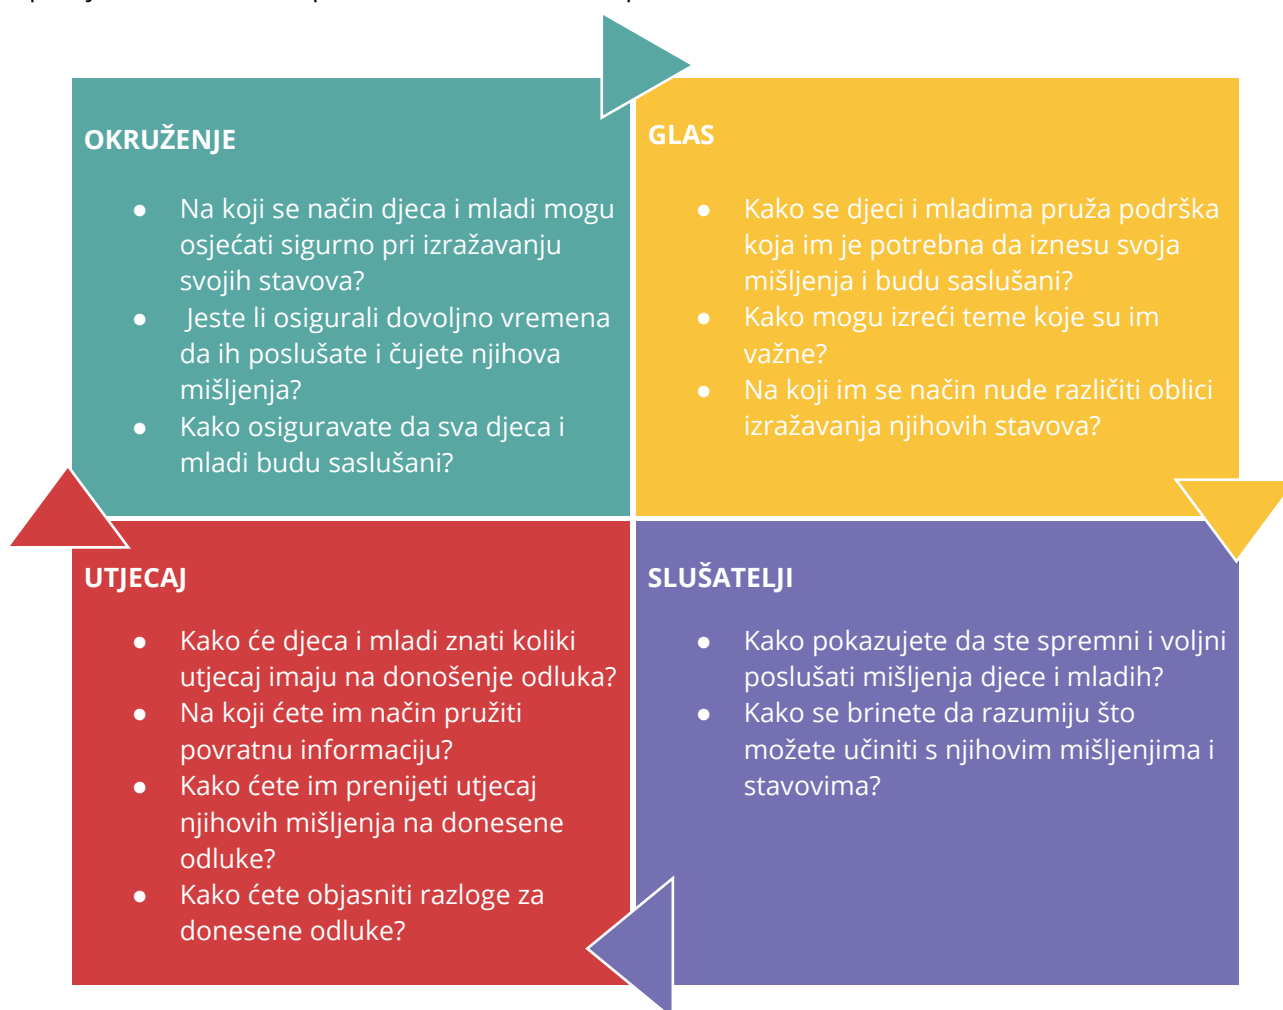 OKRUŽENJE
● Na koji se način djeca i mladi mogu
osjećati sigurno pri izražavanju
svojih stavova?
● Jeste li osigurali dovoljno vremena
da ih poslušate i čujete njihova
mišljenja?
● Kako osiguravate da sva djeca i
mladi budu saslušani?
GLAS
● Kako se djeci i mladima pruža podrška
koja im je potrebna da iznesu svoja
mišljenja i budu saslušani?
● Kako mogu izreći teme koje su im
važne?
● Na koji im se način nude različiti oblici
izražavanja njihovih stavova?
UTJECAJ
● Kako će djeca i mladi znati koliki
utjecaj imaju na donošenje odluka?
● Na koji ćete im način pružiti
povratnu informaciju?
● Kako ćete im prenijeti utjecaj
njihovih mišljenja na donesene
odluke?
● Kako ćete objasniti razloge za
donesene odluke?
SLUŠATELJI
● Kako pokazujete da ste spremni i voljni
poslušati mišljenja djece i mladih?
● Kako se brinete da razumiju što
možete učiniti s njihovim mišljenjima i
stavovima?